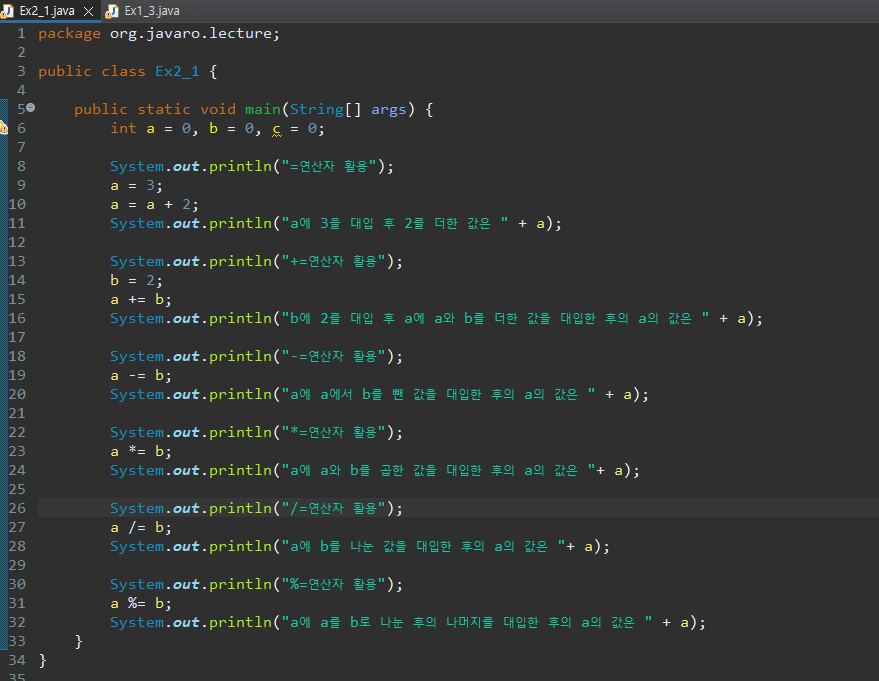 Ex2_1.java Ex1_3.java
1 package org.javaro.lecture;
2
3 public class Ex2_1 {
4
5 public static void main(String[] args) {
6 int a = 0, b = 0, c = 0;
7
8 System.out.println("=연산자 활용");
9 a = 3;
10 a = a + 2;
11 System.out.println("a에 3을 대입 후 2를 더한 값은 " + a);
12
13 System.out.println("+=연산자 활용");
14 b = 2;
15 a += b;
16 System.out.println("b에 2를 대입 후 a에 a와 b를 더한 값을 대입한 후의 a의 값은 " + a);
17
18 System.out.println("-=연산자 활용");
19 a -= b;
20 System.out.println("a에 a에서 b를 뺀 값을 대입한 후의 a의 값은 " + a);
21
22 System.out.println("*=연산자 활용");
23 a *= b;
24 System.out.println("a에 a와 b를 곱한 값을 대입한 후의 a의 값은 "+ a);
25
26 System.out.println("/=연산자 활용");
27 a /= b;
28 System.out.println("a에 b를 나눈 값을 대입한 후의 a의 값은 "+ a);
29
30 System.out.println("%=연산자 활용");
31 a %= b;
32 System.out.println("a에 a를 b로 나눈 후의 나머지를 대입한 후의 a의 값은 " + a);
33 }
34 }
35